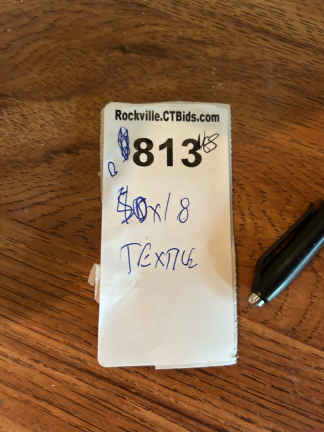 Rockville.CTBids.com
813
x18
TEXTILE